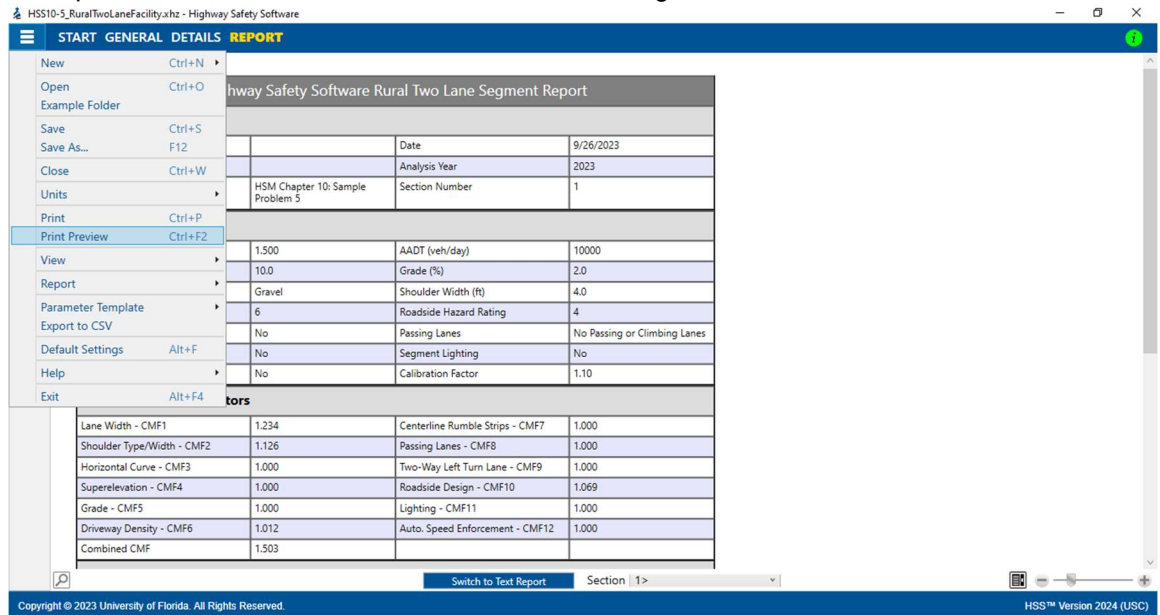 HSS10-5_RuralTwoLaneFacility.xhz - Highway Safety Software
START GENERAL DETAILS REPORT
New Ctrl+N
Open Ctrl+O
Example Folder
Save Ctrl+S
Save As... F12
Close Ctrl+W
Units
Print Ctrl+P
Print Preview Ctrl+F2
View
Report
Parameter Template
Export to CSV
Default Settings Alt+F
Help
Exit Alt+F4
hway Safety Software Rural Two Lane Segment Report
Date 9/26/2023
Analysis Year 2023
HSM Chapter 10: Sample Problem 5 Section Number 1
1.500 AADT (veh/day) 10000
10.0 Grade (%) 2.0
Gravel Shoulder Width (ft) 4.0
6 Roadside Hazard Rating 4
No Passing Lanes No Passing or Climbing Lanes
No Segment Lighting No
No Calibration Factor 1.10
tors
Lane Width - CMF1 1.234 Centerline Rumble Strips - CMF7 1.000
Shoulder Type/Width - CMF2 1.126 Passing Lanes - CMF8 1.000
Horizontal Curve - CMF3 1.000 Two-Way Left Turn Lane - CMF9 1.000
Superelevation - CMF4 1.000 Roadside Design - CMF10 1.069
Grade - CMF5 1.000 Lighting - CMF11 1.000
Driveway Density - CMF6 1.012 Auto. Speed Enforcement - CMF12 1.000
Combined CMF 1.503
Switch to Text Report Section 1>
Copyright © 2023 University of Florida. All Rights Reserved. HSS™ Version 2024 (USC)